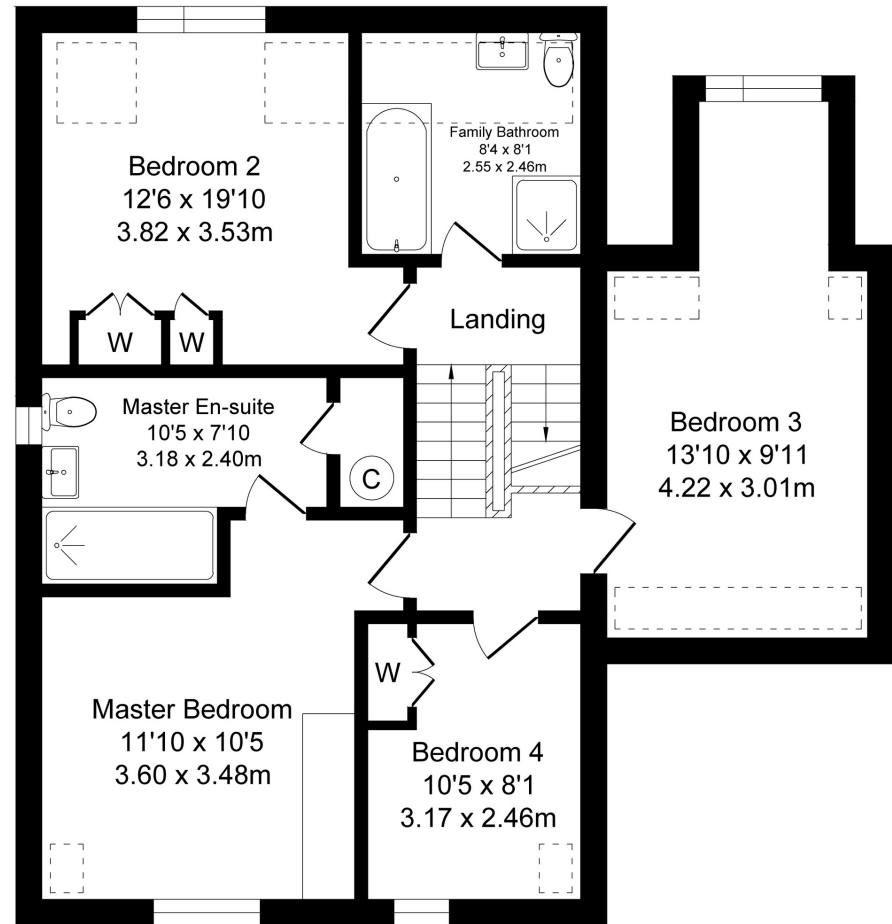 Bedroom 2
12'6 x 19'10
3.82 x 3.53m
Family Bathroom
8'4 x 8'1
2.55 x 2.46m
W
W
Landing
Master En-suite
10'5 x 7'10
3.18 x 2.40m
C
Bedroom 3
13'10 x 9'11
4.22 x 3.01m
Master Bedroom
11'10 x 10'5
3.60 x 3.48m
W
Bedroom 4
10'5 x 8'1
3.17 x 2.46m